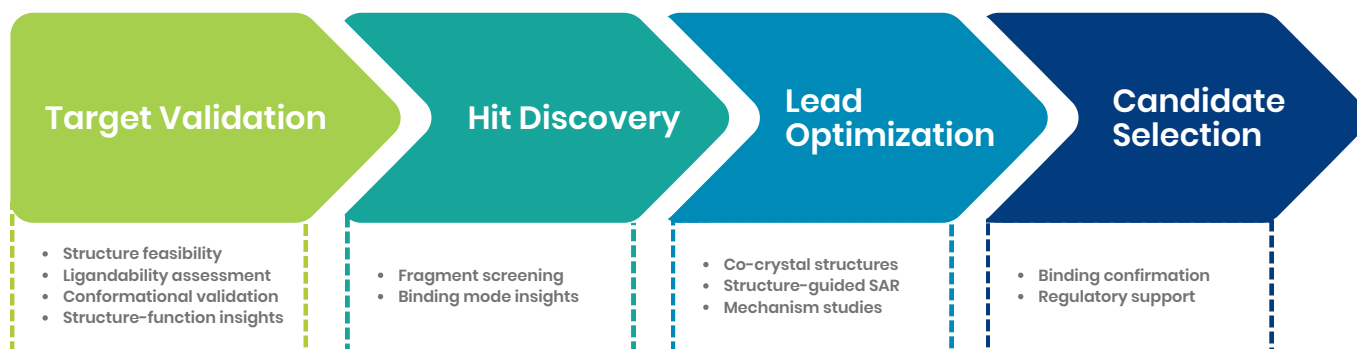 Target Validation
Hit Discovery
Lead
Optimization
Candidate
Selection
• Structure feasibility
• Ligandability assessment
• Conformational validation
• Structure-function insights
• Fragment screening
• Binding mode insights
• Co-crystal structures
• Structure-guided SAR
• Mechanism studies
• Binding confirmation
• Regulatory support